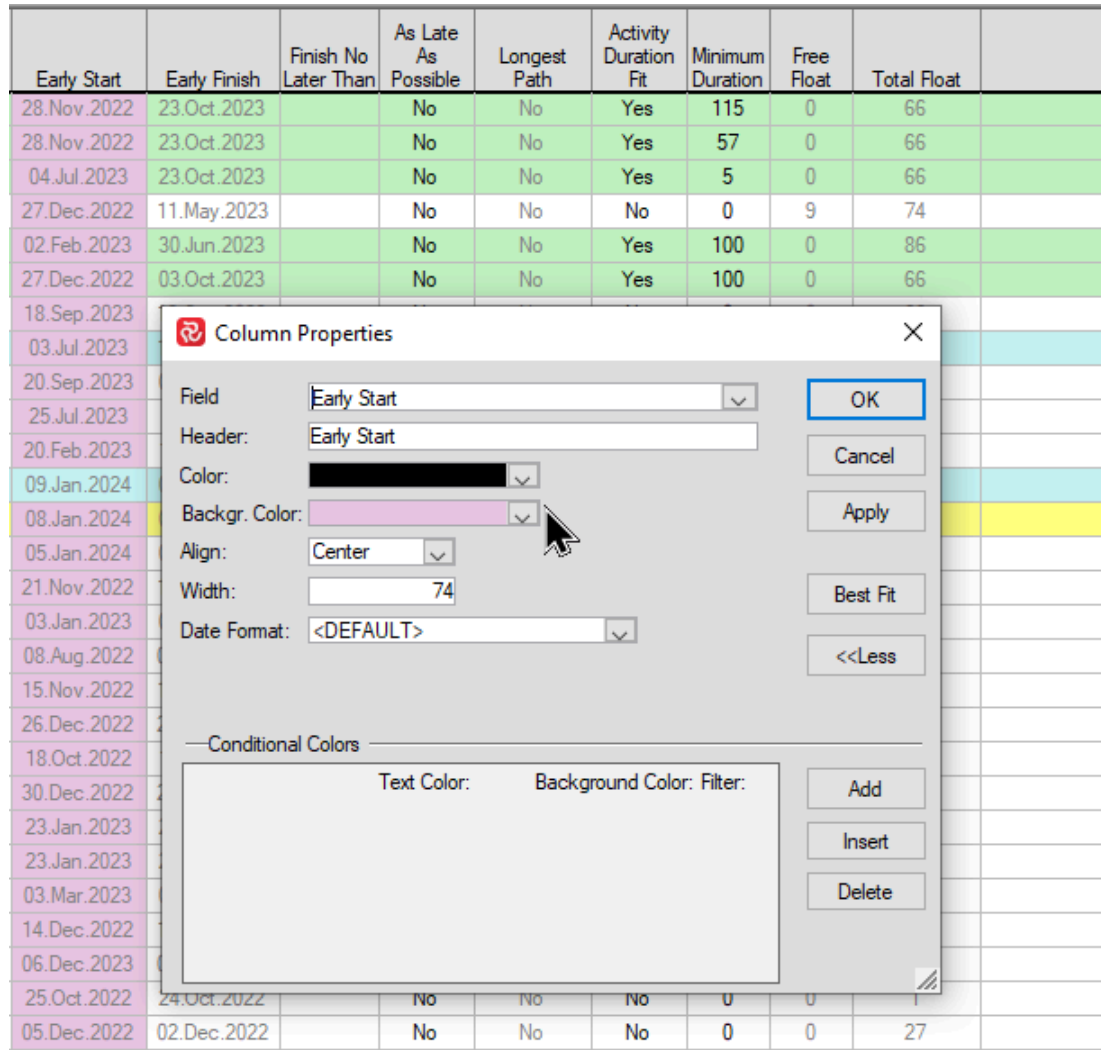 Early Start Early Finish Finish No Later Than As Late As Possible Longest Path Activity Duration Fit Minimum Duration Free Float Total Float
28.Nov.2022 23.Oct.2023 No No Yes 115 0 66
28.Nov.2022 23.Oct.2023 No No Yes 57 0 66
04.Jul.2023 23.Oct.2023 No No Yes 5 0 66
27.Dec.2022 11.May.2023 No No No 0 9 74
02.Feb.2023 30.Jun.2023 No No Yes 100 0 86
27.Dec.2022 03.Oct.2023 No No Yes 100 0 66
18.Sep.2023
03.Jul.2023
20.Sep.2023
25.Jul.2023
20.Feb.2023
09.Jan.2024
08.Jan.2024
05.Jan.2024
21.Nov.2022
03.Jan.2023
08.Aug.2022
15.Nov.2022
26.Dec.2022
18.Oct.2022
30.Dec.2022
23.Jan.2023
23.Jan.2023
03.Mar.2023
14.Dec.2022
06.Dec.2023
25.Oct.2022 24.Oct.2022 No No No 0 0
05.Dec.2022 02.Dec.2022 No No No 0 0 27
Column Properties
Field Early Start OK
Header: Early Start
Color: Cancel
Backgr. Color: Apply
Align: Center
Width: 74 Best Fit
Date Format: <DEFAULT>
<<Less
Conditional Colors
Text Color: Background Color: Filter: Add
Insert
Delete